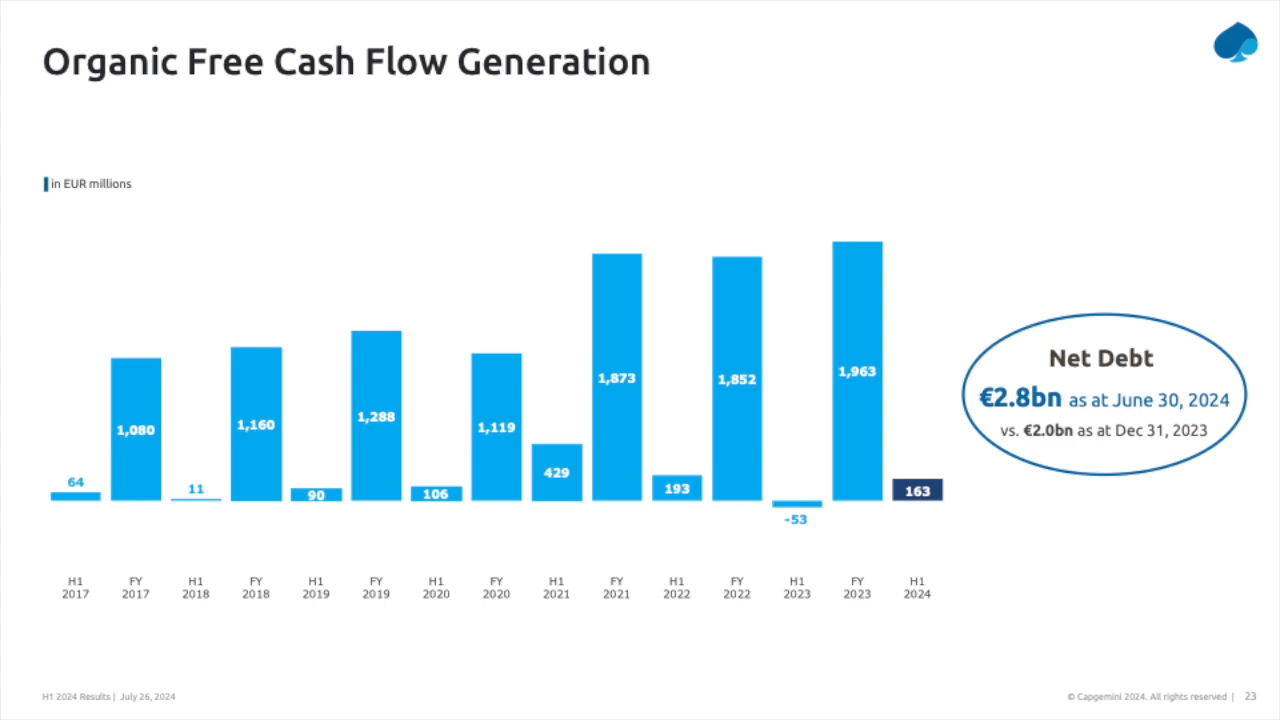 Organic Free Cash Flow Generation
in EUR millions
64
1,080
11
1,160
90
1,288
106
1,119
429
1,873
193
1,852
-53
1,963
163
H1
2017
FY
2017
H1
2018
FY
2018
H1
2019
FY
2019
H1
2020
FY
2020
H1
2021
FY
2021
H1
2022
FY
2022
H1
2023
FY
2023
H1
2024
Net Debt
€2.8bn as at June 30, 2024
vs. €2.0bn as at Dec 31, 2023
H1 2024 Results | July 26, 2024
© Capgemini 2024. All rights reserved | 23